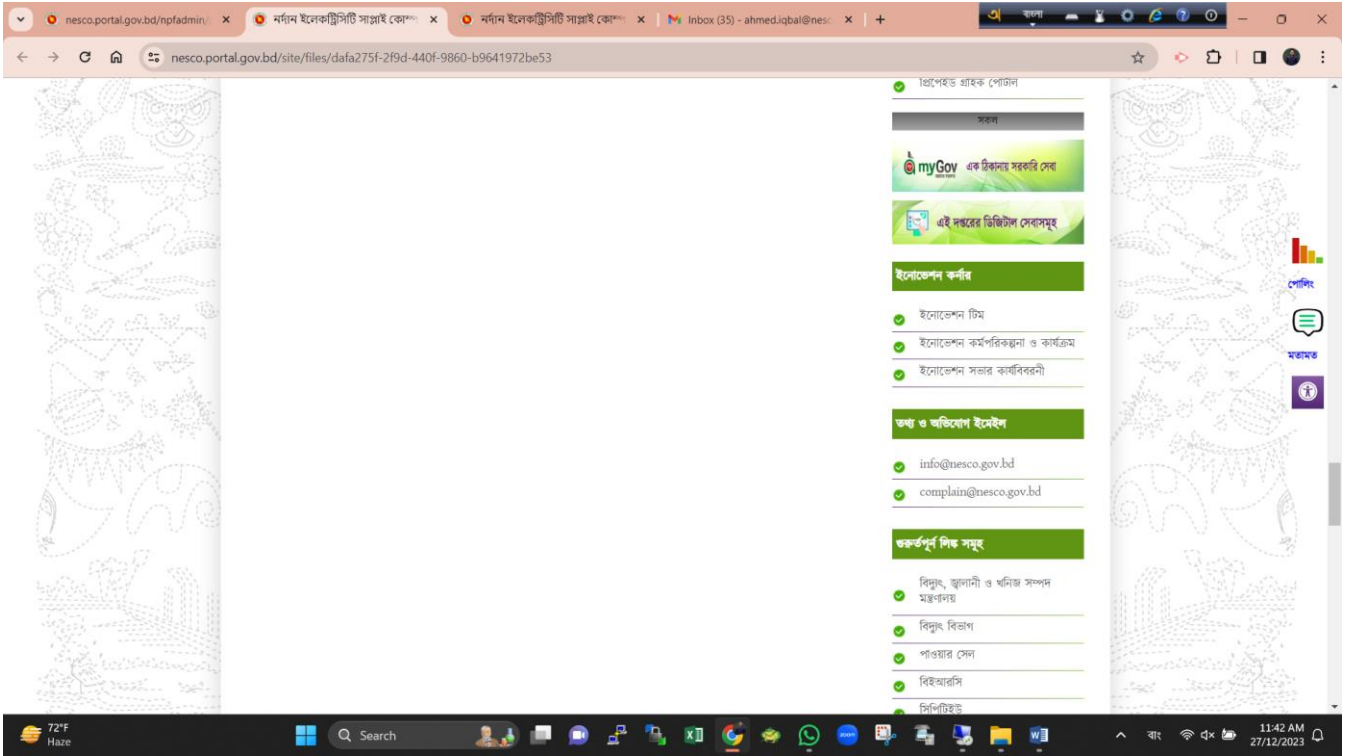 nesco.portal.gov.bd/npfadmin/
নর্দান ইলেকট্রিসিটি সাপ্লাই কো
নর্দান ইলেকট্রিসিটি সাপ্লাই কো
Inbox (35) - ahmed.iqbal@nesc
বাংলা
nesco.portal.gov.bd/site/files/dafa275f-2f9d-440f-9860-b9641972be53
প্রিপেইড গ্রাহক পোর্টাল
সকল
myGov এক ঠিকানায় সরকারি সেবা
এই দপ্তরের ডিজিটাল সেবাসমূহ
ইনোভেশন কর্নার
পোলিং
ইনোভেশন টিম
ইনোভেশন কর্মপরিকল্পনা ও কার্যক্রম
মতামত
ইনোভেশন সভার কার্যবিবরনী
তথ্য ও অভিযোগ ইমেইল
info@nesco.gov.bd
complain@nesco.gov.bd
গুরুর্তপূর্ন লিঙ্ক সমূহ
বিদ্যুৎ, জ্বালানী ও খনিজ সম্পদ
মন্ত্রণালয়
বিদ্যুৎ বিভাগ
পাওয়ার সেল
বিইআরসি
সিপিটিইউ
72°F
Haze
Search
zoom
বাং
11:42 AM
27/12/2023